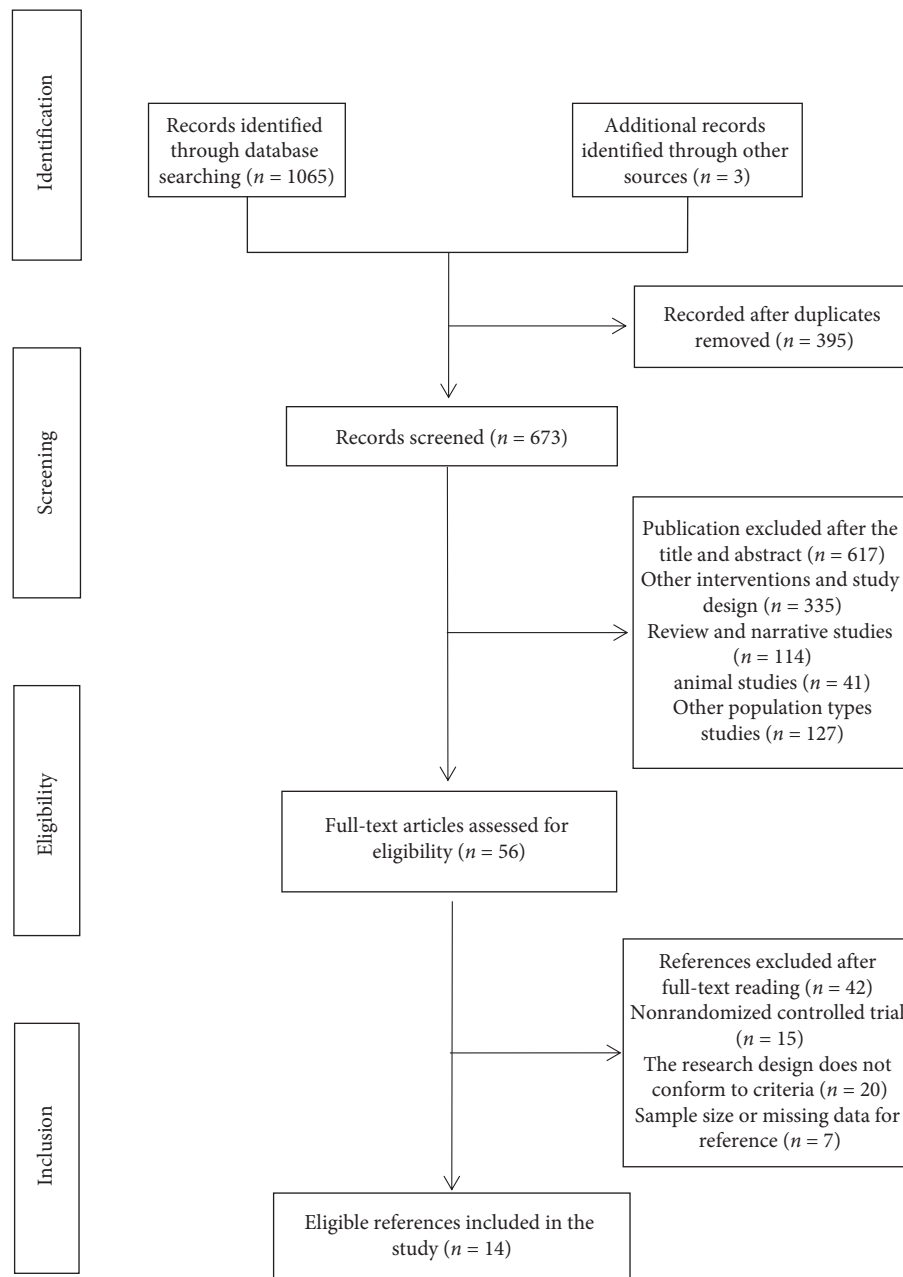 Identification
Records identified
through database
searching (n = 1065)
Additional records
identified through other
sources (n = 3)
Recorded after duplicates
removed (n = 395)
Screening
Records screened (n = 673)
Publication excluded after the
title and abstract (n = 617)
Other interventions and study
design (n = 335)
Review and narrative studies
(n = 114)
animal studies (n = 41)
Other population types
studies (n = 127)
Eligibility
Full-text articles assessed for
eligibility (n = 56)
References excluded after
full-text reading (n = 42)
Nonrandomized controlled trial
(n = 15)
The research design does not
conform to criteria (n = 20)
Sample size or missing data for
reference (n = 7)
Inclusion
Eligible references included in the
study (n = 14)